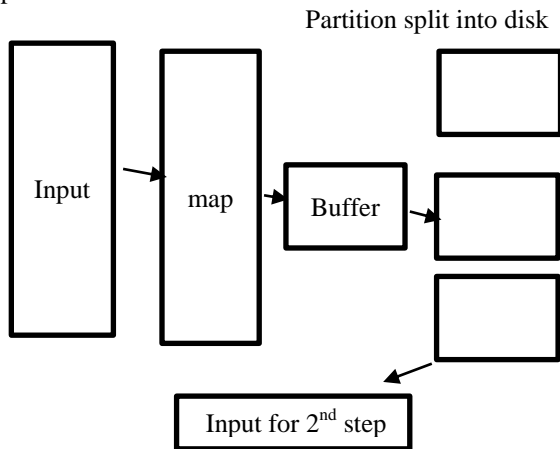 Partition split into disk
Input
map
Buffer
Input for 2nd step